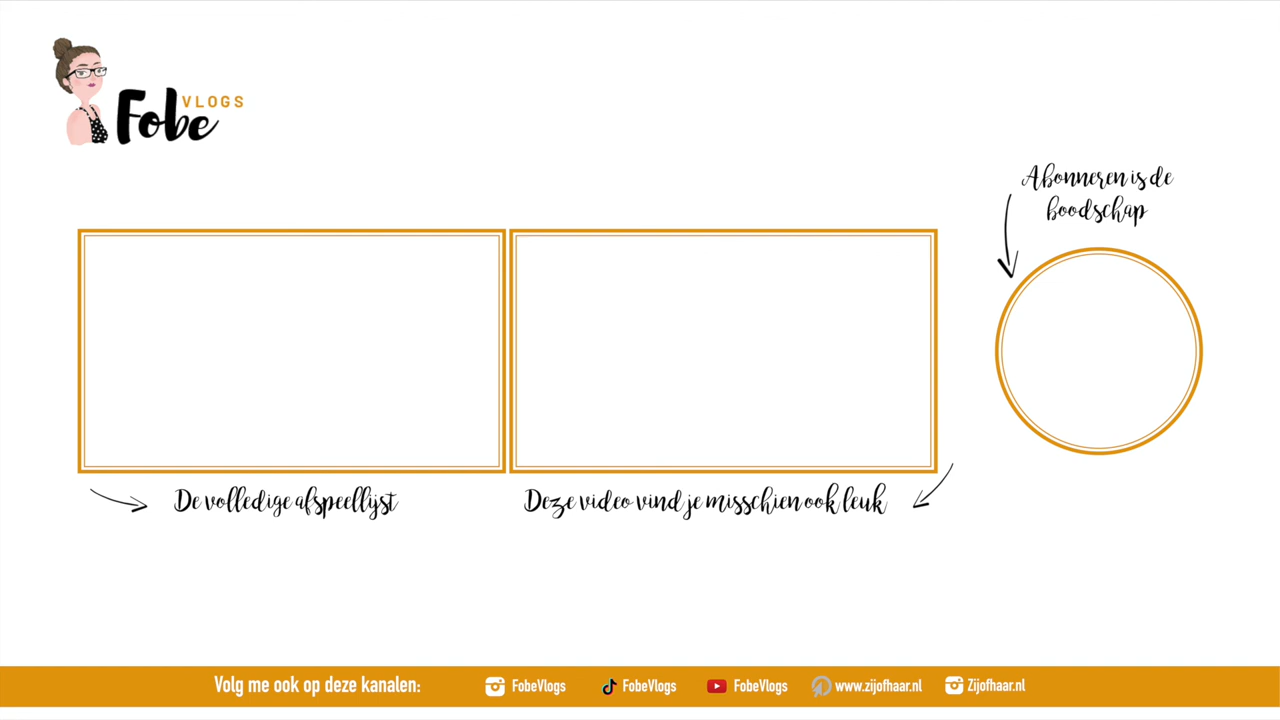 VLOGS
Fobe
Abonneren is de
boodschap
De volledige afspeellijst
Deze video vind je misschien ook leuk
Volg me ook op deze kanalen:
FobeVlogs
FobeVlogs
FobeVlogs
www.zijofhaar.nl
Zijofhaar.nl